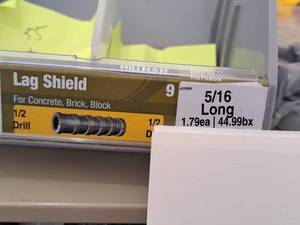 55
Lag Shield
For Concrete, Brick, Block
1/2
Drill
1/2
9
5/16
Long
1.79ea | 44.99bx